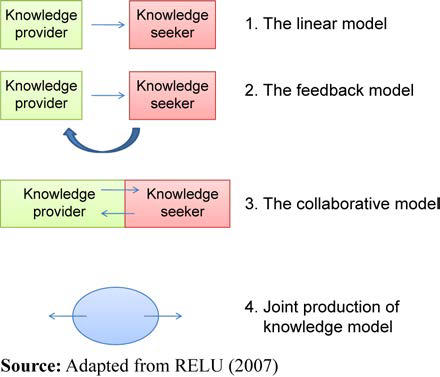 Knowledge
provider
Knowledge
seeker
1. The linear model
Knowledge
provider
Knowledge
seeker
2. The feedback model
Knowledge
provider
Knowledge
seeker
3. The collaborative model
4. Joint production of
knowledge model
Source: Adapted from RELU (2007)